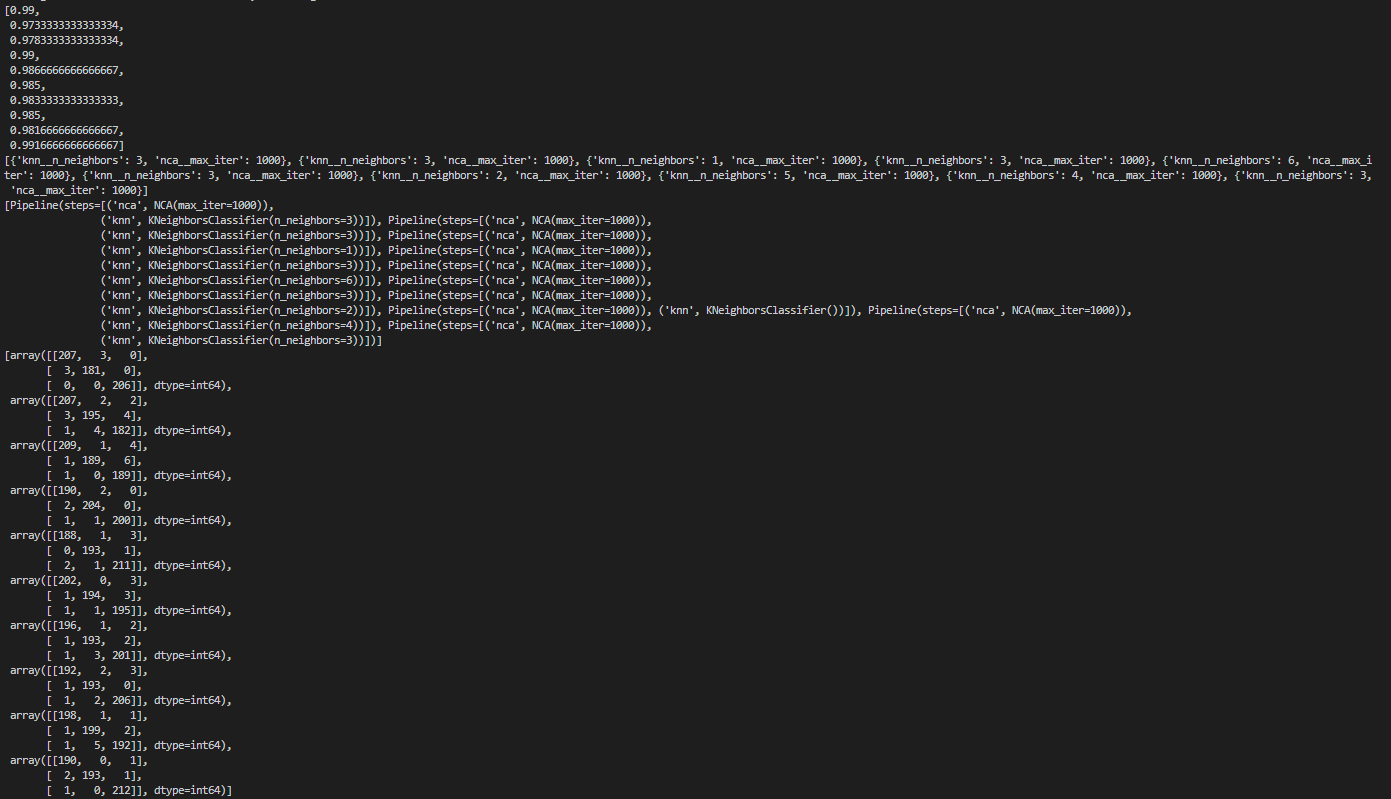 [0.99,
 0.9733333333333334,
 0.9783333333333334,
 0.99,
 0.9866666666666667,
 0.985,
 0.9833333333333333,
 0.985,
 0.9816666666666667,
 0.9916666666666667]
[{'knn__n_neighbors': 3, 'nca__max_iter': 1000}, {'knn__n_neighbors': 3, 'nca__max_iter': 1000}, {'knn__n_neighbors': 1, 'nca__max_iter': 1000}, {'knn__n_neighbors': 3, 'nca__max_iter': 1000}, {'knn__n_neighbors': 6, 'nca__max_i
ter': 1000}, {'knn__n_neighbors': 3, 'nca__max_iter': 1000}, {'knn__n_neighbors': 2, 'nca__max_iter': 1000}, {'knn__n_neighbors': 5, 'nca__max_iter': 1000}, {'knn__n_neighbors': 4, 'nca__max_iter': 1000}, {'knn__n_neighbors': 3,
 'nca__max_iter': 1000}]
[Pipeline(steps=[('nca', NCA(max_iter=1000)),
                ('knn', KNeighborsClassifier(n_neighbors=3))]), Pipeline(steps=[('nca', NCA(max_iter=1000)),
                ('knn', KNeighborsClassifier(n_neighbors=3))]), Pipeline(steps=[('nca', NCA(max_iter=1000)),
                ('knn', KNeighborsClassifier(n_neighbors=1))]), Pipeline(steps=[('nca', NCA(max_iter=1000)),
                ('knn', KNeighborsClassifier(n_neighbors=3))]), Pipeline(steps=[('nca', NCA(max_iter=1000)),
                ('knn', KNeighborsClassifier(n_neighbors=6))]), Pipeline(steps=[('nca', NCA(max_iter=1000)),
                ('knn', KNeighborsClassifier(n_neighbors=3))]), Pipeline(steps=[('nca', NCA(max_iter=1000)),
                ('knn', KNeighborsClassifier(n_neighbors=2))]), Pipeline(steps=[('nca', NCA(max_iter=1000)), ('knn', KNeighborsClassifier())]), Pipeline(steps=[('nca', NCA(max_iter=1000)),
                ('knn', KNeighborsClassifier(n_neighbors=4))]), Pipeline(steps=[('nca', NCA(max_iter=1000)),
                ('knn', KNeighborsClassifier(n_neighbors=3))])]
[array([[207,   3,   0],
       [  3, 181,   0],
       [  0,   0, 206]], dtype=int64),
 array([[207,   2,   2],
       [  3, 195,   4],
       [  1,   4, 182]], dtype=int64),
 array([[209,   1,   4],
       [  1, 189,   6],
       [  1,   0, 189]], dtype=int64),
 array([[190,   2,   0],
       [  2, 204,   0],
       [  1,   1, 200]], dtype=int64),
 array([[188,   1,   3],
       [  0, 193,   1],
       [  2,   1, 211]], dtype=int64),
 array([[202,   0,   3],
       [  1, 194,   3],
       [  1,   1, 195]], dtype=int64),
 array([[196,   1,   2],
       [  1, 193,   2],
       [  1,   3, 201]], dtype=int64),
 array([[192,   2,   3],
       [  1, 193,   0],
       [  1,   2, 206]], dtype=int64),
 array([[198,   1,   1],
       [  1, 199,   2],
       [  1,   5, 192]], dtype=int64),
 array([[190,   0,   1],
       [  2, 193,   1],
       [  1,   0, 212]], dtype=int64)]